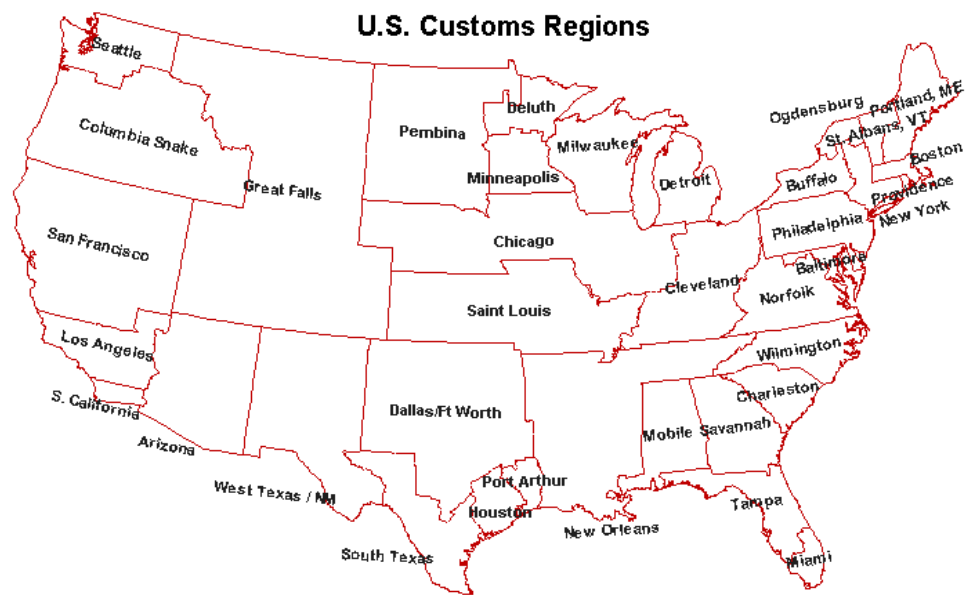 U.S. Customs Regions
Seattle
Columbia Snake
Great Falls
Pembina
Deluth
Minneapolis
Milwaukee
Detroit
Ogdensburg
Portland, ME
St. Albans, VT
Boston
Buffalo
Providence
New York
Philadelphia
San Francisco
Chicago
Cleveland
Baltimore
Norfolk
Saint Louis
Los Angeles
Wilmington
S. California
Charleston
Dallas/Ft Worth
Mobile
Savannah
Arizona
West Texas / NM
Port Arthur
Houston
New Orleans
Tampa
South Texas
Miami